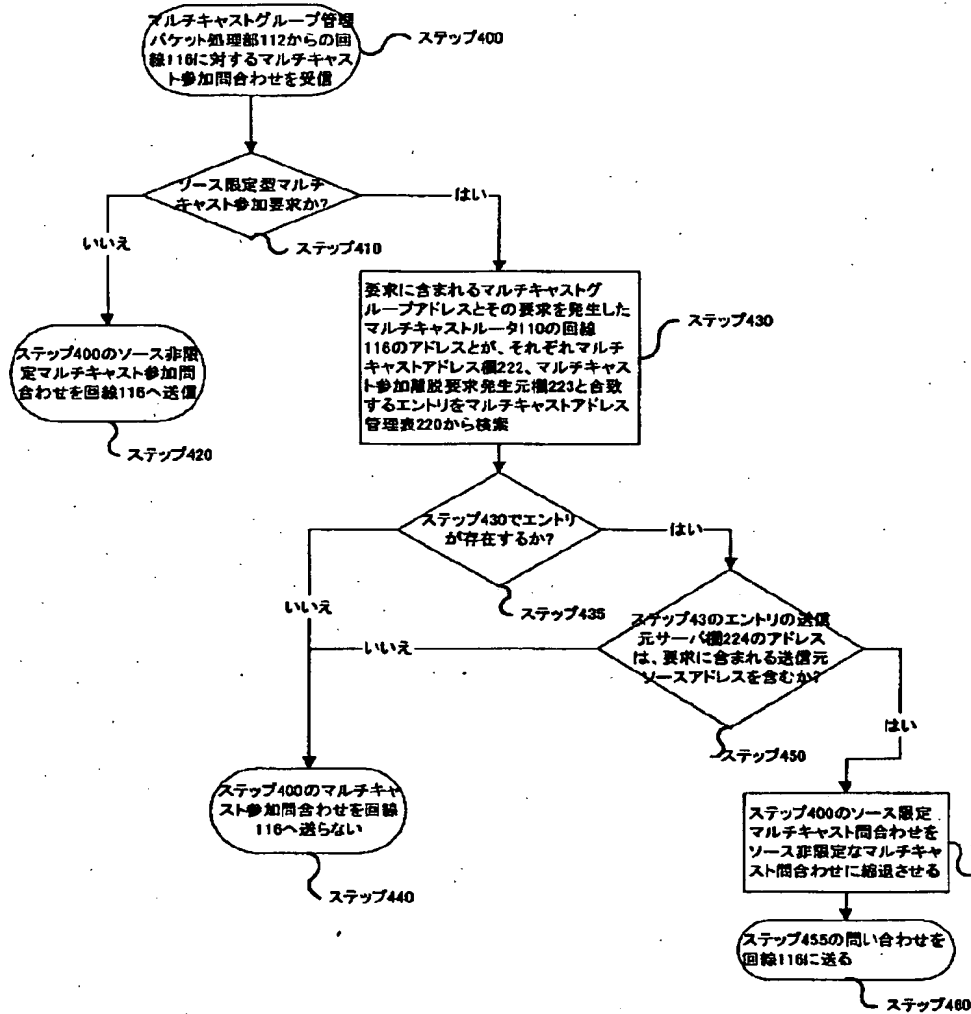 マルチキャストグループ管理
パケット処理部112からの回
線116に対するマルチキャス
ト参加問合わせを受信
ステップ400
ソース限定型マルチ
キャスト参加要求か?
はい
いいえ
ステップ410
ステップ400のソース非限
定マルチキャスト参加問
合わせを回線116へ送信
ステップ420
要求に含まれるマルチキャストグ
ループアドレスとその要求を発生した
マルチキャストルータ110の回線
116のアドレスとが、それぞれマルチ
キャストアドレス欄222、マルチキャス
ト参加離脱要求発生元欄223と合致
するエントリをマルチキャストアドレス
管理表220から検索
ステップ430
ステップ430でエントリ
が存在するか?
はい
いいえ
ステップ435
ステップ43のエントリの送信
元サーバ欄224のアドレス
は、要求に含まれる送信元
ソースアドレスを含むか?
いいえ
はい
ステップ450
ステップ400のマルチキャ
スト参加問合わせを回線
116へ送らない
ステップ440
ステップ400のソース限定
マルチキャスト問合わせを
ソース非限定なマルチキャ
スト問合わせに縮退させる
ステップ455の問い合わせを
回線116に送る
ステップ460